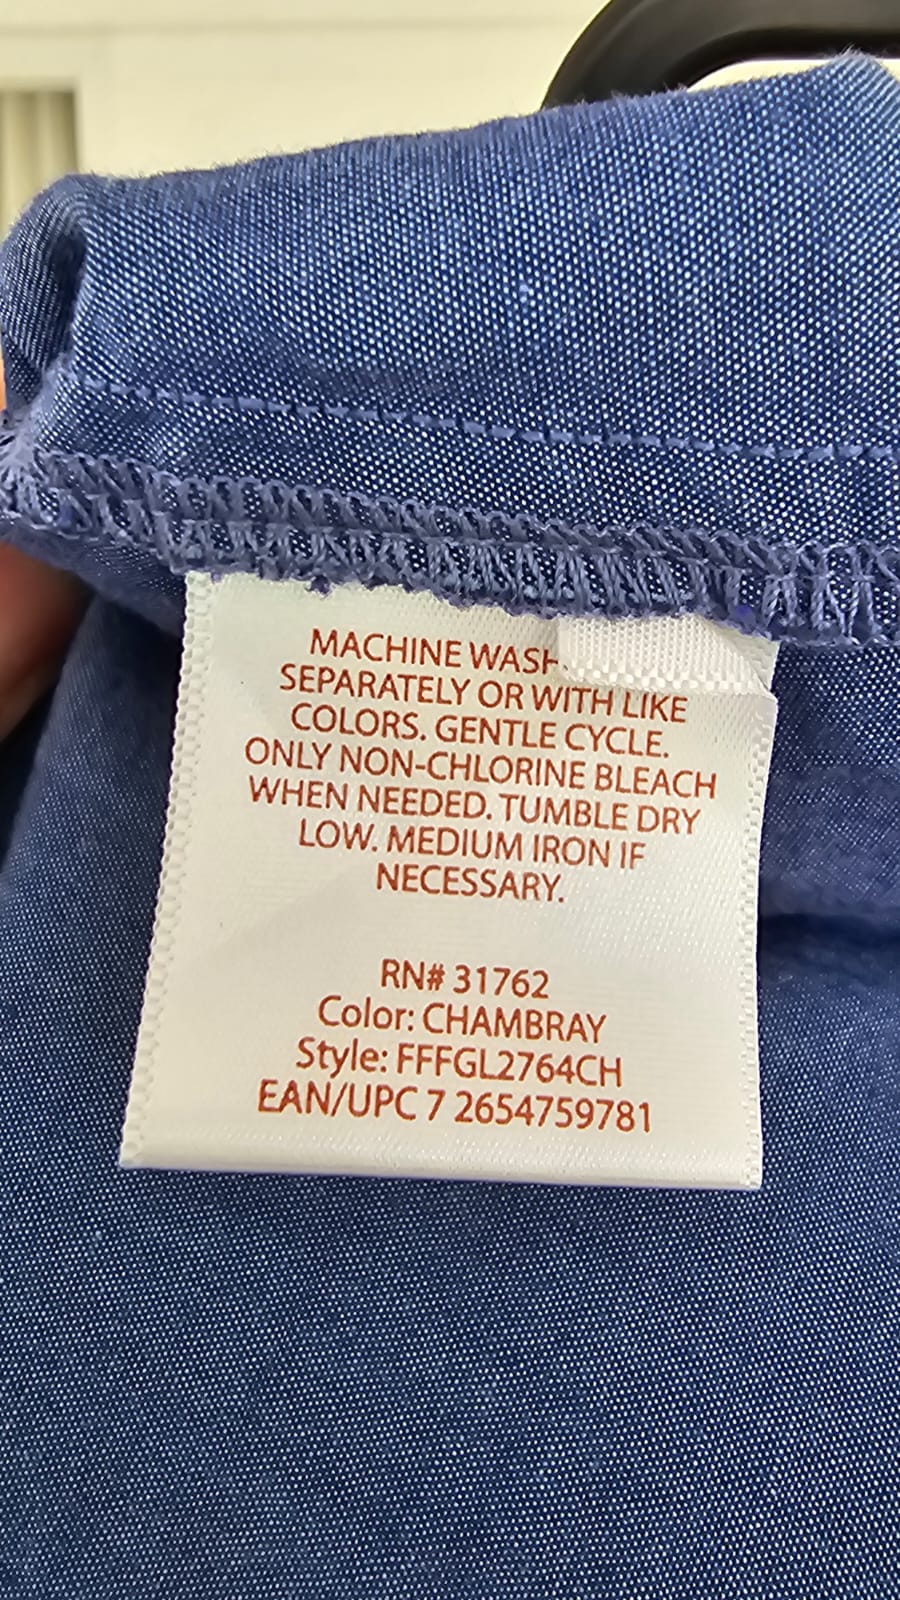 MACHINE WASH
SEPARATELY OR WITH LIKE
COLORS. GENTLE CYCLE.
ONLY NON-CHLORINE BLEACH
WHEN NEEDED. TUMBLE DRY
LOW. MEDIUM IRON IF
NECESSARY.
RN# 31762
Color: CHAMBRAY
Style: FFFGL2764CH
EAN/UPC 7 2654759781